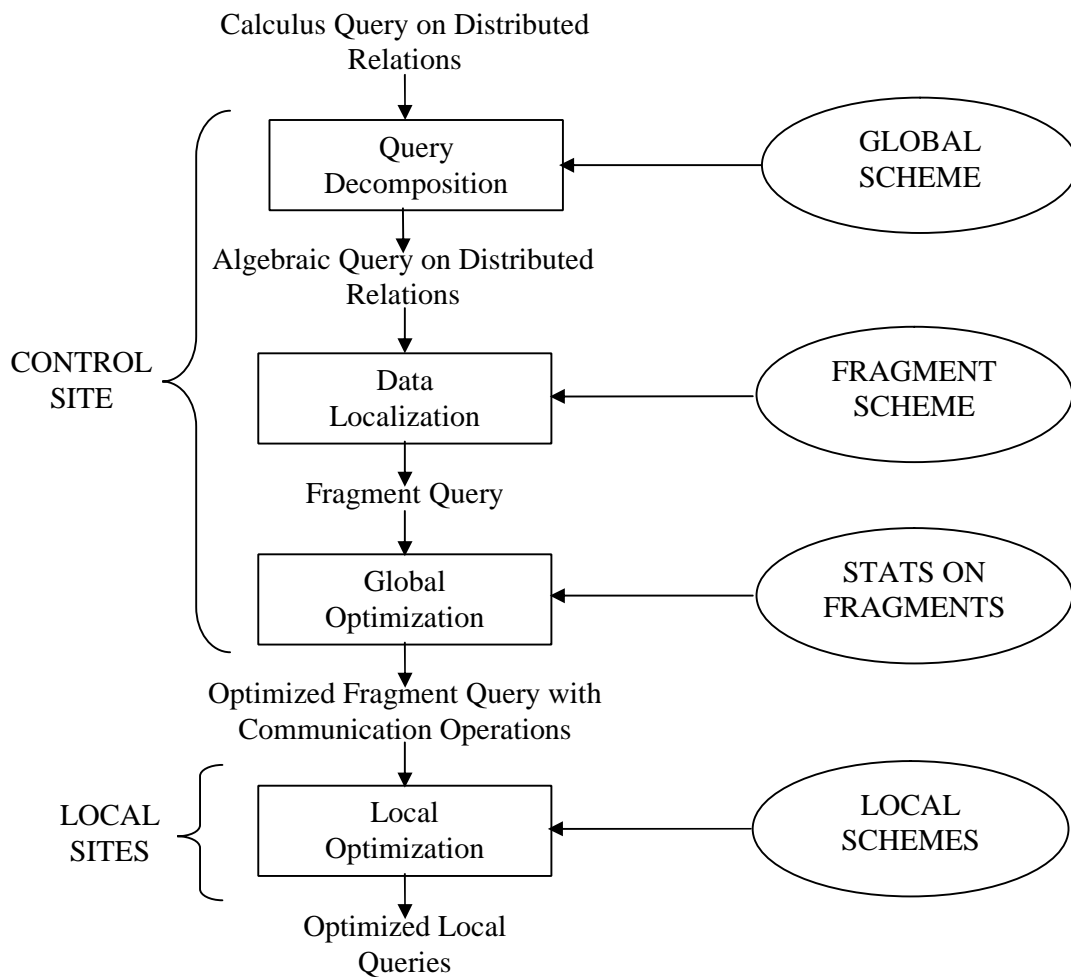 Calculus Query on Distributed
Relations
Query
Decomposition
GLOBAL
SCHEME
Algebraic Query on Distributed
Relations
CONTROL
SITE
Data
Localization
FRAGMENT
SCHEME
Fragment Query
Global
Optimization
STATS ON
FRAGMENTS
Optimized Fragment Query with
Communication Operations
LOCAL
SITES
Local
Optimization
LOCAL
SCHEMES
Optimized Local
Queries